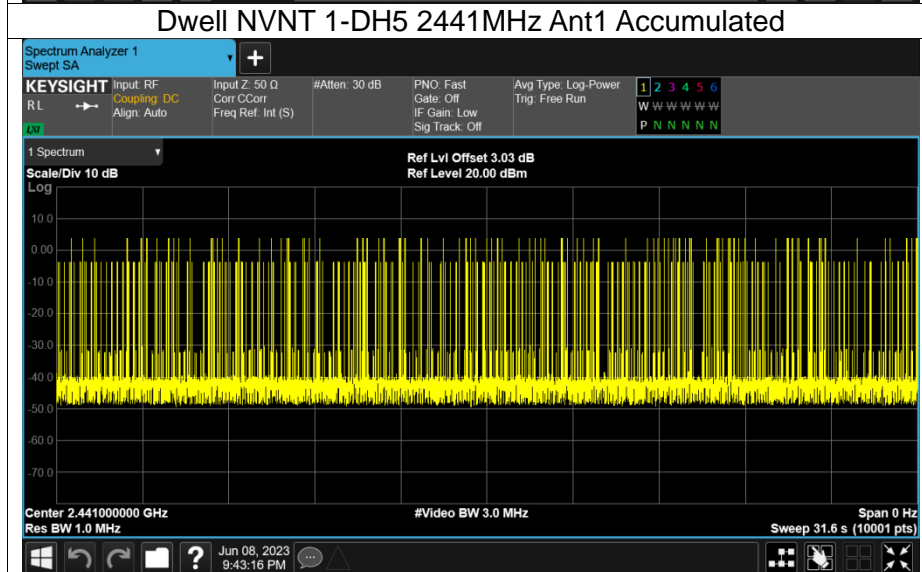 Dwell NVNT 1-DH5 2441MHz Ant1 Accumulated
Spectrum Analyzer 1
Swept SA
+
KEYSIGHT
R L
LXI
Input: RF
Coupling: DC
Align: Auto
Input Z: 50 Ω
Corr CCorr
Freq Ref: Int (S)
#Atten: 30 dB
PNO: Fast
Gate: Off
IF Gain: Low
Sig Track: Off
Avg Type: Log-Power
Trig: Free Run
1 2 3 4 5 6
W W W W W W
P N N N N N
1 Spectrum
Scale/Div 10 dB
Ref Lvl Offset 3.03 dB
Ref Level 20.00 dBm
Log
10.0
0.00
-10.0
-20.0
-30.0
-40.0
-50.0
-60.0
-70.0
Center 2.441000000 GHz
#Video BW 3.0 MHz
Span 0 Hz
Res BW 1.0 MHz
Sweep 31.6 s (10001 pts)
?
Jun 08, 2023
9:43:16 PM